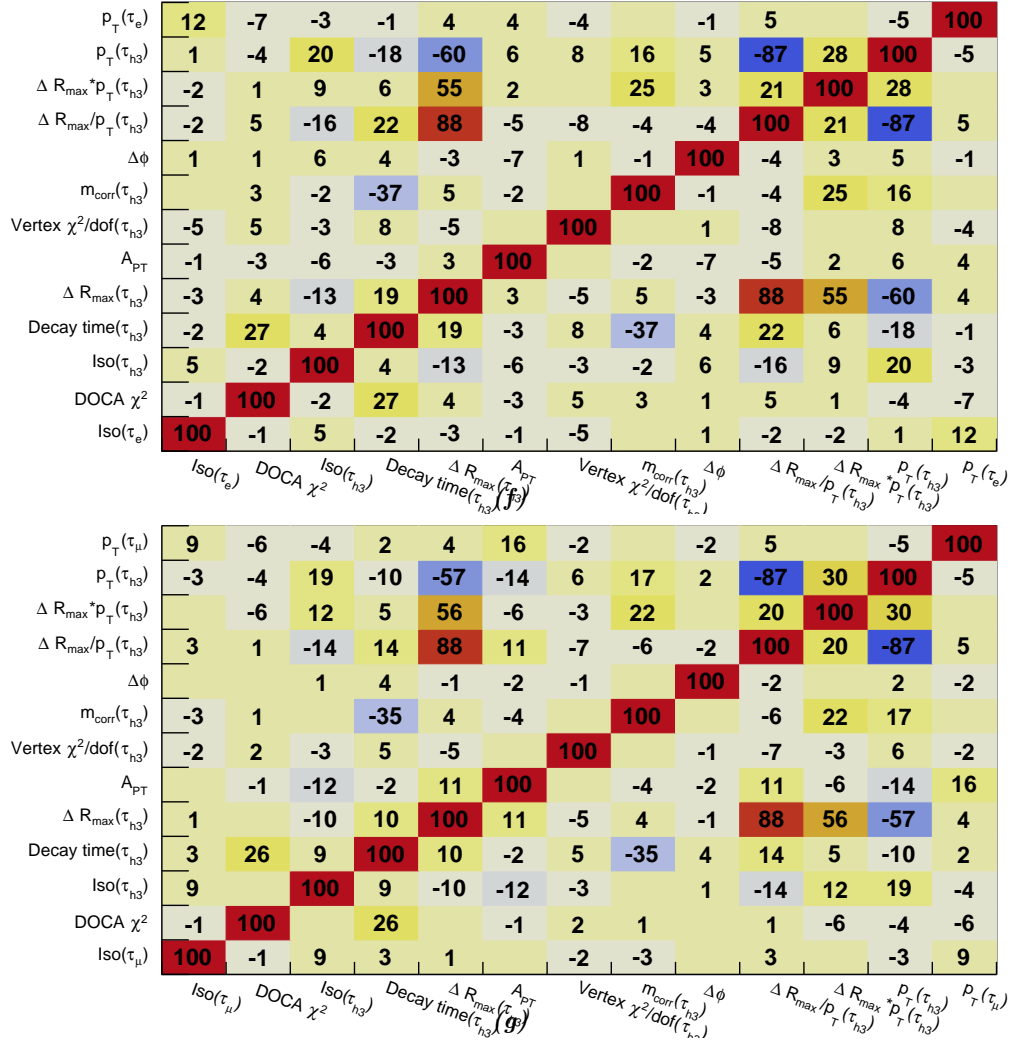 p_T(τ_e) 12 -7 -3 -1 4 4 -4 -1 5 -5 100
p_T(τ_h3) 1 -4 20 -18 -60 6 8 16 5 -87 28 100 -5
Δ R_max*p_T(τ_h3) -2 1 9 6 55 2 25 3 21 100 28
Δ R_max/p_T(τ_h3) -2 5 -16 22 88 -5 -8 -4 -4 100 21 -87 5
Δϕ 1 1 6 4 -3 -7 1 -1 100 -4 3 5 -1
m_corr(τ_h3) 3 -2 -37 5 -2 100 -1 -4 25 16
Vertex χ²/dof(τ_h3) -5 5 -3 8 -5 100 1 -8 8 -4
A_PT -1 -3 -6 -3 3 100 -2 -7 -5 2 6 4
Δ R_max(τ_h3) -3 4 -13 19 100 3 -5 5 -3 88 55 -60 4
Decay time(τ_h3) -2 27 4 100 19 -3 8 -37 4 22 6 -18 -1
Iso(τ_h3) 5 -2 100 4 -13 -6 -3 -2 6 -16 9 20 -3
DOCA χ² -1 100 -2 27 4 -3 5 3 1 5 1 -4 -7
Iso(τ_e) 100 -1 5 -2 -3 -1 -5 1 -2 -2 1 12
Iso(τ_e) DOCA χ² Iso(τ_h3) Decay time(τ_h3) Δ R_max(τ_h3) A_PT Vertex χ²/dof(τ_h3) m_corr(τ_h3) Δϕ Δ R_max/p_T(τ_h3) Δ R_max*p_T(τ_h3) p_T(τ_h3) p_T(τ_e)
(f)
p_T(τ_μ) 9 -6 -4 2 4 16 -2 -2 5 -5 100
p_T(τ_h3) -3 -4 19 -10 -57 -14 6 17 2 -87 30 100 -5
Δ R_max*p_T(τ_h3) -6 12 5 56 -6 -3 22 20 100 30
Δ R_max/p_T(τ_h3) 3 1 -14 14 88 11 -7 -6 -2 100 20 -87 5
Δϕ 1 4 -1 -2 -1 100 -2 2 -2
m_corr(τ_h3) -3 1 -35 4 -4 100 -6 22 17
Vertex χ²/dof(τ_h3) -2 2 -3 5 -5 100 -1 -7 -3 6 -2
A_PT -1 -12 -2 11 100 -4 -2 11 -6 -14 16
Δ R_max(τ_h3) 1 -10 10 100 11 -5 4 -1 88 56 -57 4
Decay time(τ_h3) 3 26 9 100 10 -2 5 -35 4 14 5 -10 2
Iso(τ_h3) 9 100 9 -10 -12 -3 1 -14 12 19 -4
DOCA χ² -1 100 26 -1 2 1 1 -6 -4 -6
Iso(τ_μ) 100 -1 9 3 1 -2 -3 3 -3 9
Iso(τ_μ) DOCA χ² Iso(τ_h3) Decay time(τ_h3) Δ R_max(τ_h3) A_PT Vertex χ²/dof(τ_h3) m_corr(τ_h3) Δϕ Δ R_max/p_T(τ_h3) Δ R_max*p_T(τ_h3) p_T(τ_h3) p_T(τ_μ)
(g)